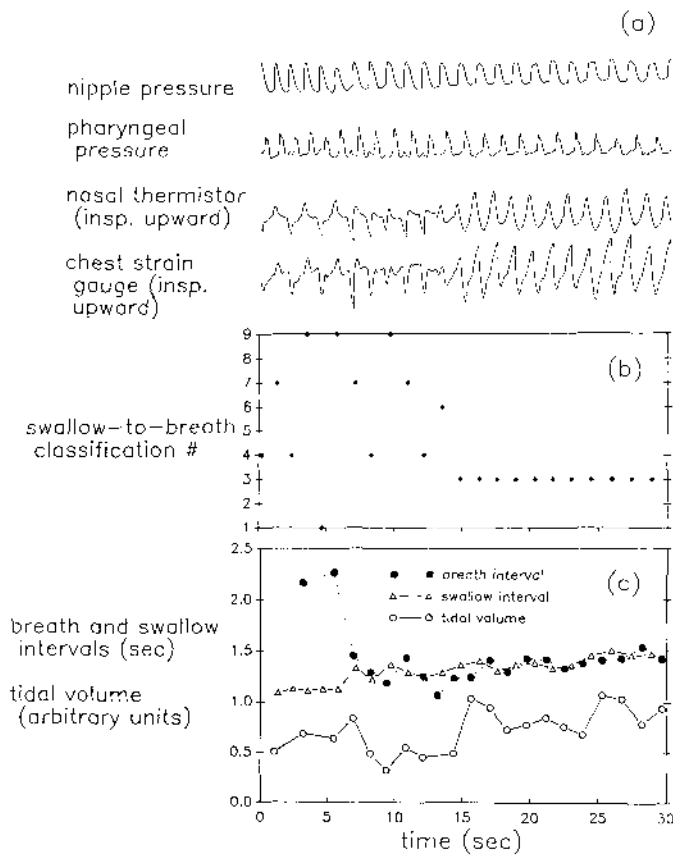 (a)
nipple pressure
pharyngeal
pressure
nasal thermistor
(insp. upward)
chest strain
gauge (insp.
upward)
(b)
9
8
7
6
5
4
3
2
1
swallow-to-breath
classification #
(c)
2.5
2.0
1.5
1.0
0.5
0.0
breath interval
swallow interval
tidal volume
breath and swallow
intervals (sec)
tidal volume
(arbitrary units)
0 5 10 15 20 25 30
time (sec)